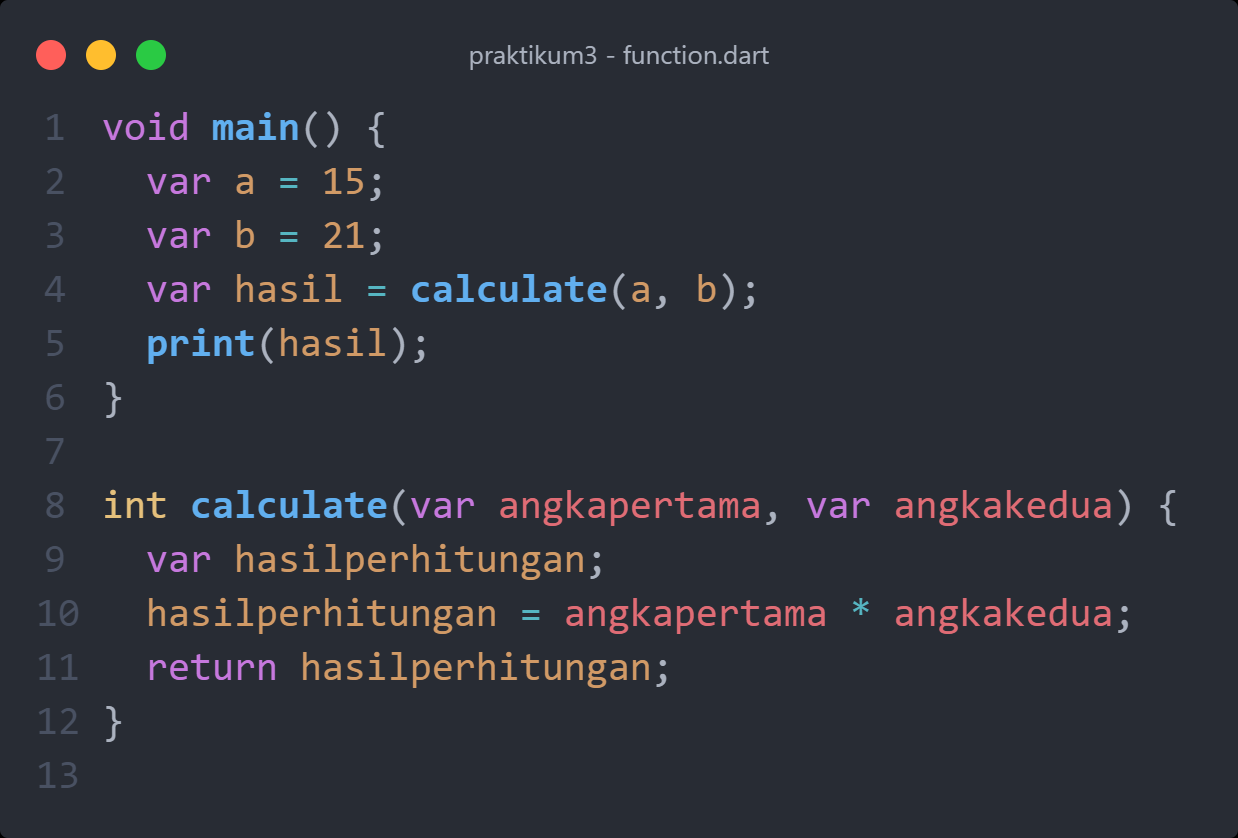 praktikum3 - function.dart
1 void main() {
2   var a = 15;
3   var b = 21;
4   var hasil = calculate(a, b);
5   print(hasil);
6 }
7
8 int calculate(var angkapertama, var angkakedua) {
9   var hasilperhitungan;
10   hasilperhitungan = angkapertama * angkakedua;
11   return hasilperhitungan;
12 }
13